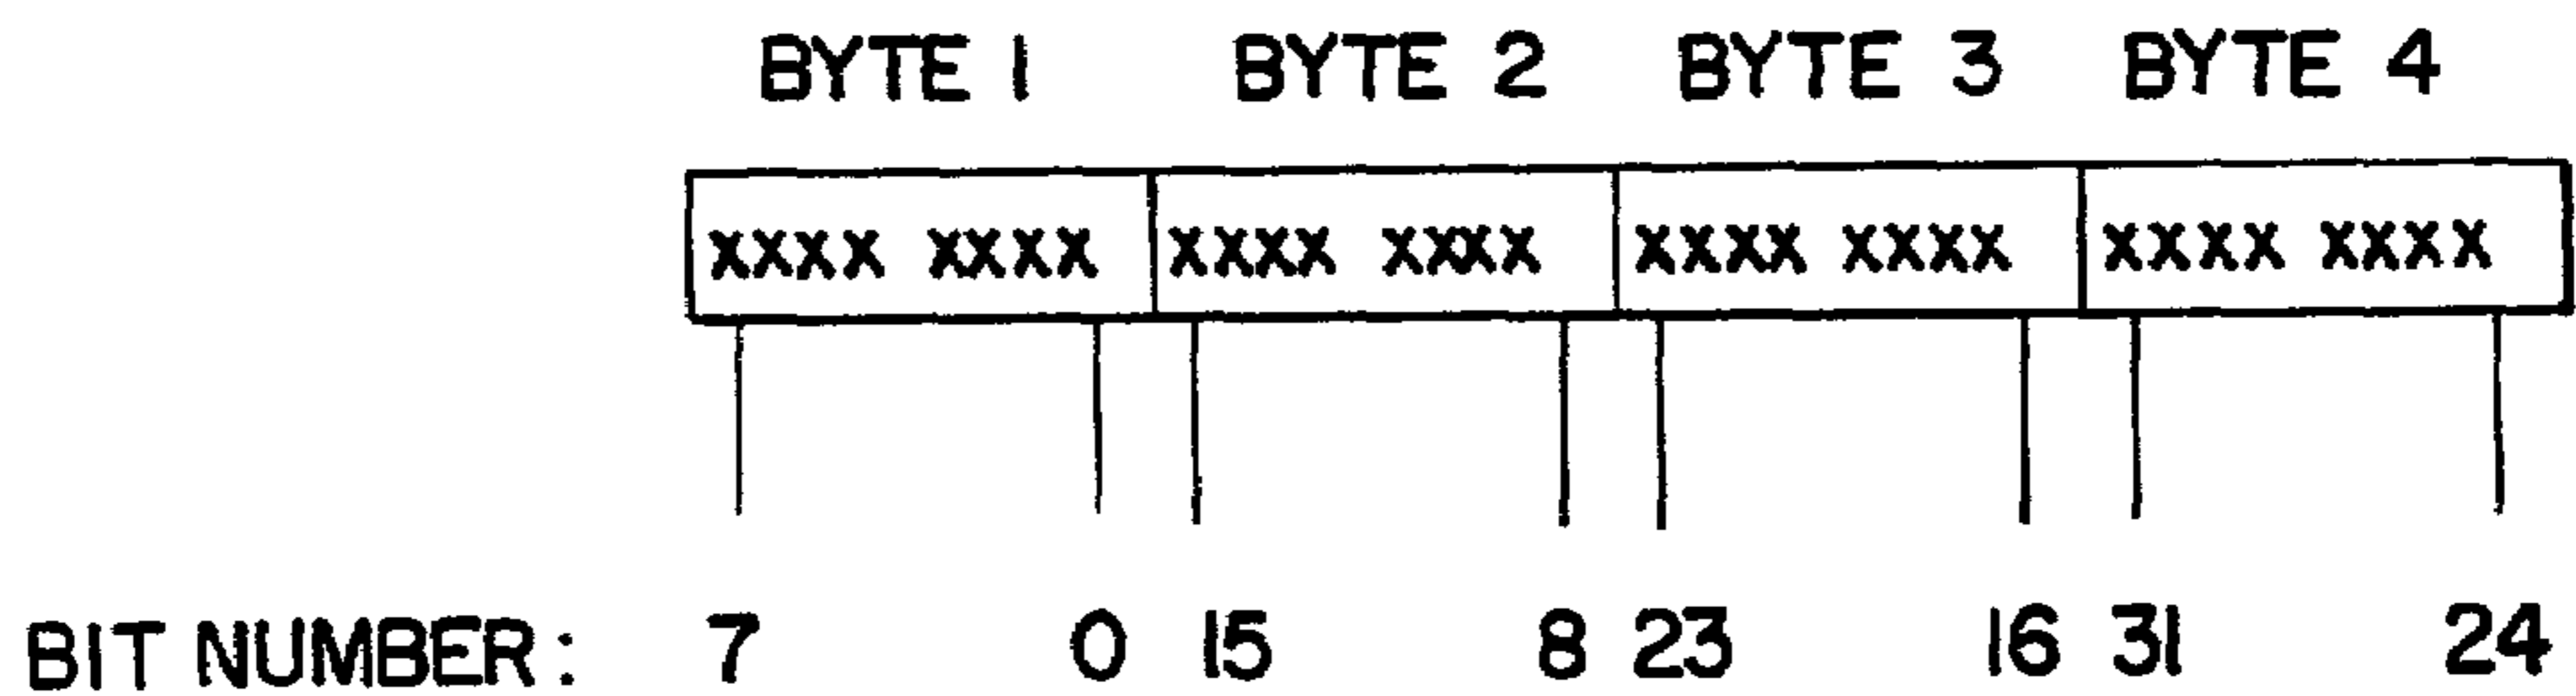 BYTE 1 BYTE 2 BYTE 3 BYTE 4
XXXX XXXX XXXX XXXX XXXX XXXX XXXX XXXX
BIT NUMBER: 7 0 15 8 23 16 31 24